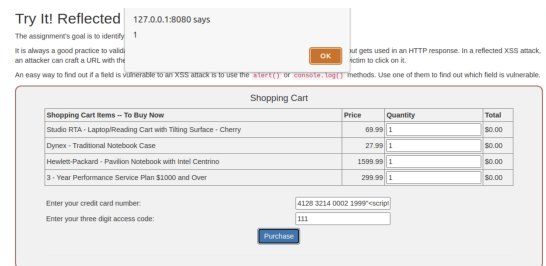 Try It! Reflected
127.0.0.1:8080 says
1
OK
The assignment's goal is to identify
It is always a good practice to valid
ut gets used in an HTTP response. In a reflected XSS attack,
an attacker can craft a URL with the
ictim to click on it.
An easy way to find out if a field is vulnerable to an XSS attack is to use the alert() or console.log() methods. Use one of them to find out which field is vulnerable.
Shopping Cart
Shopping Cart Items -- To Buy Now Price Quantity Total
Studio RTA - Laptop/Reading Cart with Tilting Surface - Cherry 69.99 1 $0.00
Dynex - Traditional Notebook Case 27.99 1 $0.00
Hewlett-Packard - Pavilion Notebook with Intel Centrino 1599.99 1 $0.00
3 - Year Performance Service Plan $1000 and Over 299.99 1 $0.00
Enter your credit card number: 4128 3214 0002 1999"<script
Enter your three digit access code: 111
Purchase